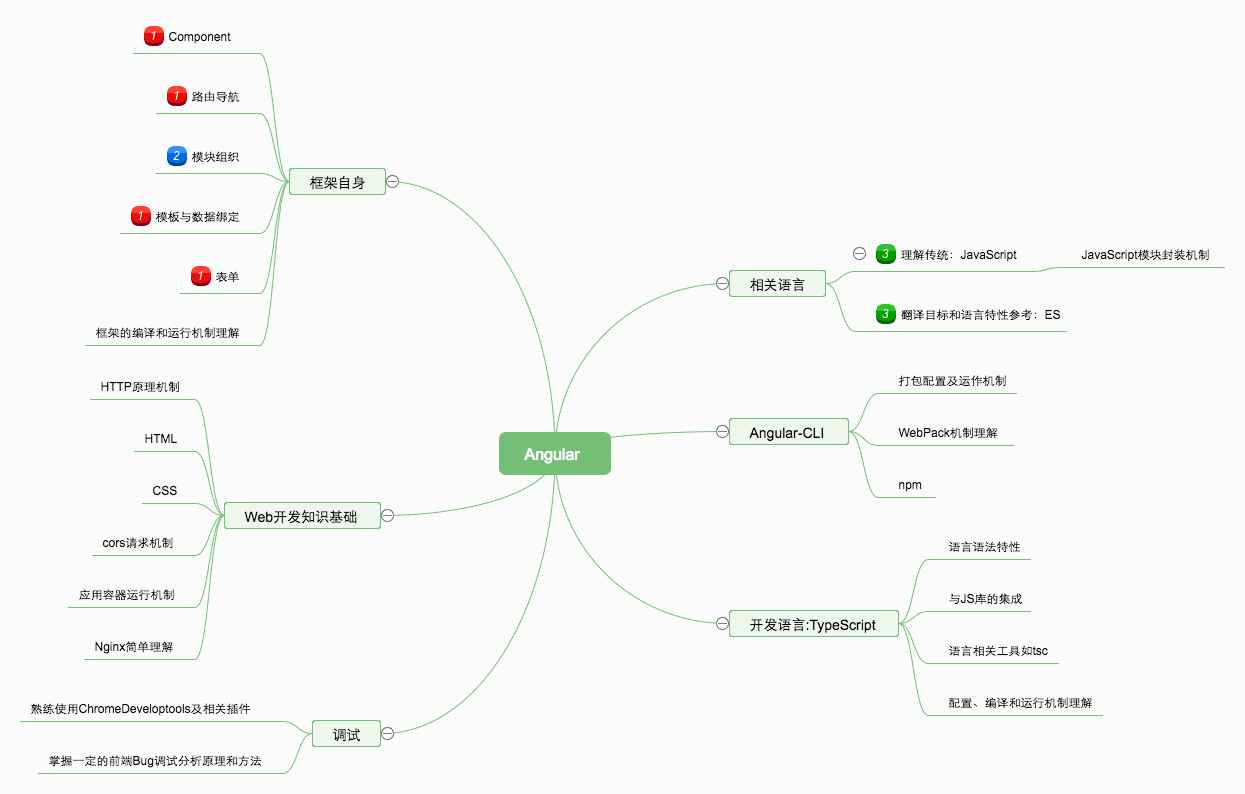 Angular
框架自身
1 Component
1 路由导航
2 模块组织
1 模板与数据绑定
1 表单
框架的编译和运行机制理解
Web开发知识基础
HTTP原理机制
HTML
CSS
cors请求机制
应用容器运行机制
Nginx简单理解
调试
熟练使用ChromeDeveloptools及相关插件
掌握一定的前端Bug调试分析原理和方法
相关语言
3 理解传统：JavaScript
JavaScript模块封装机制
3 翻译目标和语言特性参考：ES
Angular-CLI
打包配置及运作机制
WebPack机制理解
npm
开发语言:TypeScript
语言语法特性
与JS库的集成
语言相关工具如tsc
配置、编译和运行机制理解